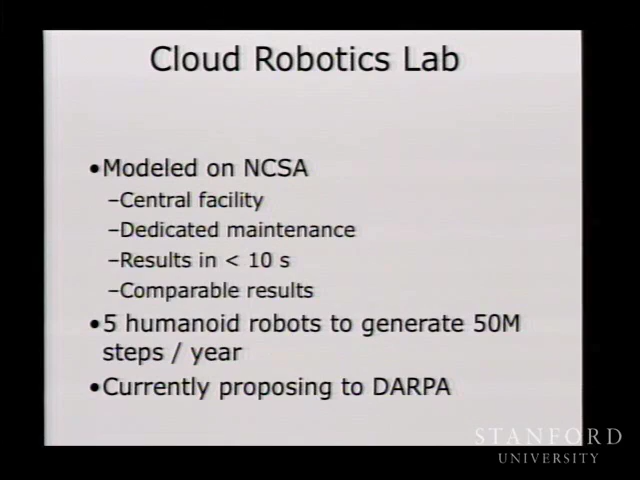 Cloud Robotics Lab
•Modeled on NCSA
–Central facility
–Dedicated maintenance
–Results in < 10 s
–Comparable results
•5 humanoid robots to generate 50M
steps / year
•Currently proposing to DARPA
STANFORD
UNIVERSITY